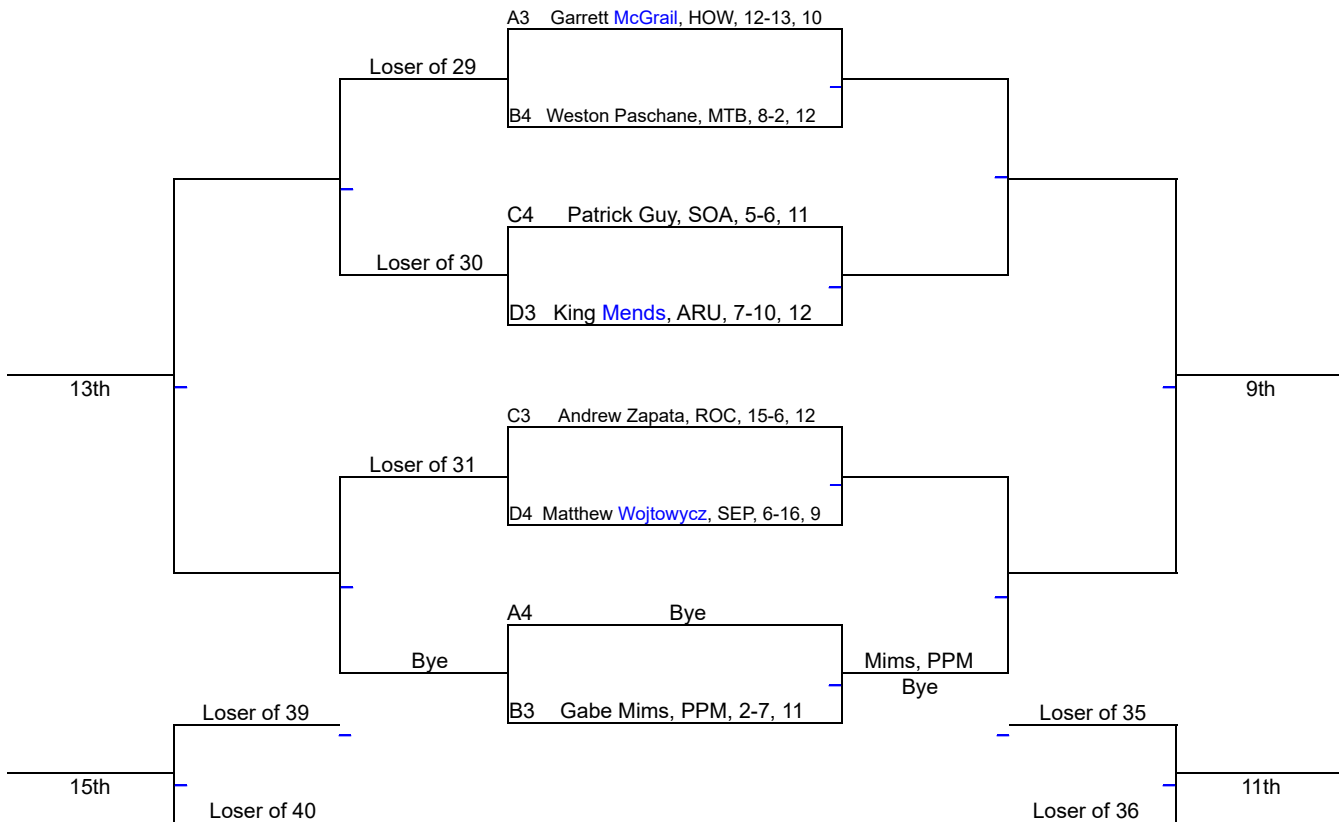 A3 Garrett McGrail, HOW, 12-13, 10
Loser of 29
B4 Weston Paschane, MTB, 8-2, 12
C4 Patrick Guy, SOA, 5-6, 11
Loser of 30
D3 King Mends, ARU, 7-10, 12
13th
9th
C3 Andrew Zapata, ROC, 15-6, 12
Loser of 31
D4 Matthew Wojtowycz, SEP, 6-16, 9
A4 Bye
Bye
Mims, PPM
Bye
B3 Gabe Mims, PPM, 2-7, 11
Loser of 39
Loser of 35
15th
11th
Loser of 40
Loser of 36